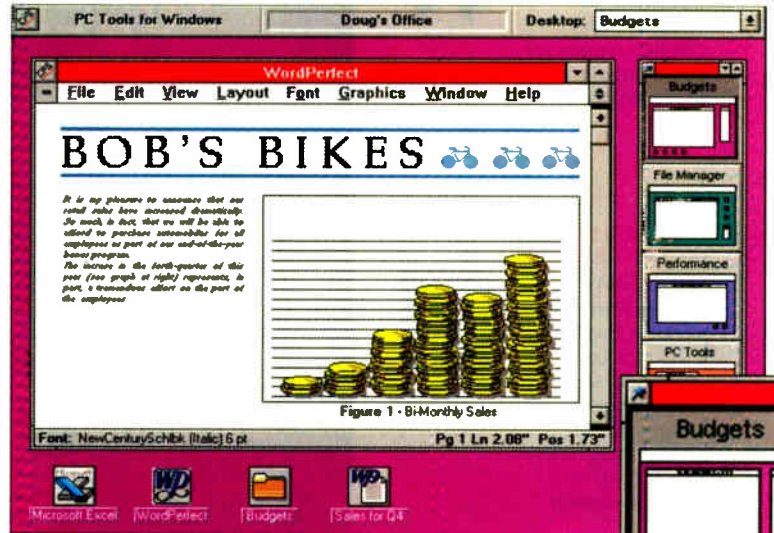 PC Tools for Windows
Doug's Office
Desktop: Budgets
WordPerfect
File Edit View Layout Font Graphics Window Help
BOB'S BIKES
It is my pleasure to announce that our
retail sales have increased dramatically.
So much, in fact, that we will be able to
afford to purchase automobiles for all
employees as part of our end-of-the-year
bonus program.
The increase in the forth-quarter of this
year (see graph at right) represents, in
part, a tremendous effort on the part of
the employees
Figure 1 - Bi-Monthly Sales
Font: NewCenturySchlbk (Italic) 6 pt
Pg 1 Ln 2.08" Pos 1.73"
Budgets
File Manager
Performance
PC Tools
Budgets
Microsoft Excel
WordPerfect
Budgets
Sales for Q4